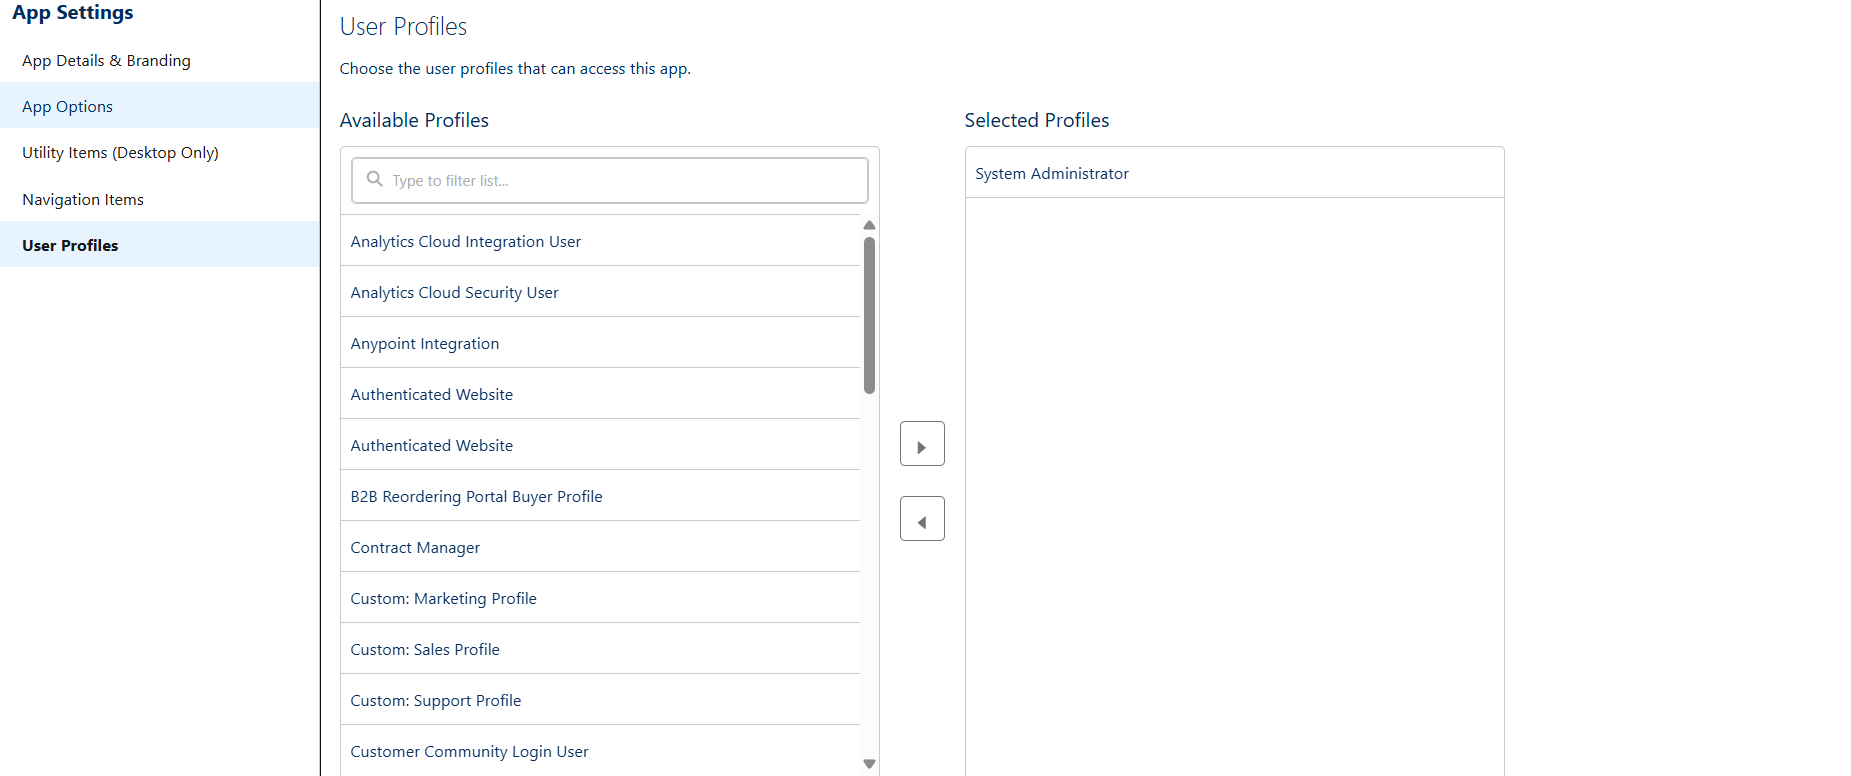 App Settings
App Details & Branding
App Options
Utility Items (Desktop Only)
Navigation Items
User Profiles
User Profiles
Choose the user profiles that can access this app.
Available Profiles
Type to filter list...
Analytics Cloud Integration User
Analytics Cloud Security User
Anypoint Integration
Authenticated Website
Authenticated Website
B2B Reordering Portal Buyer Profile
Contract Manager
Custom: Marketing Profile
Custom: Sales Profile
Custom: Support Profile
Customer Community Login User
Selected Profiles
System Administrator